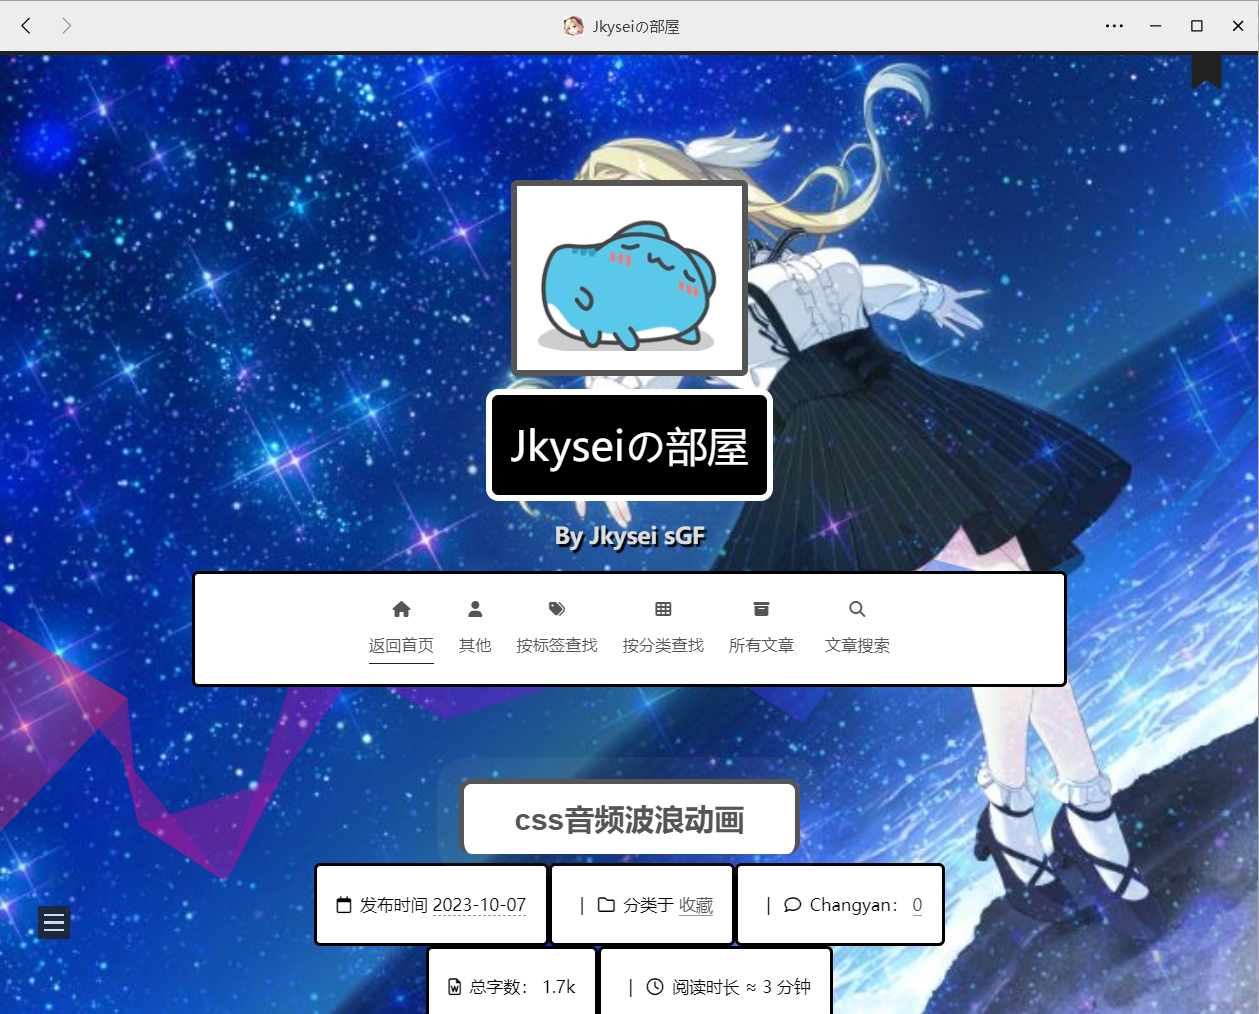 Jkyseiの部屋
Jkyseiの部屋
By Jkysei sGF
返回首页 其他 按标签查找 按分类查找 所有文章 文章搜索
css音频波浪动画
发布时间 2023-10-07 | 分类于 收藏 | Changyan： 0
总字数： 1.7k | 阅读时长 ≈ 3 分钟